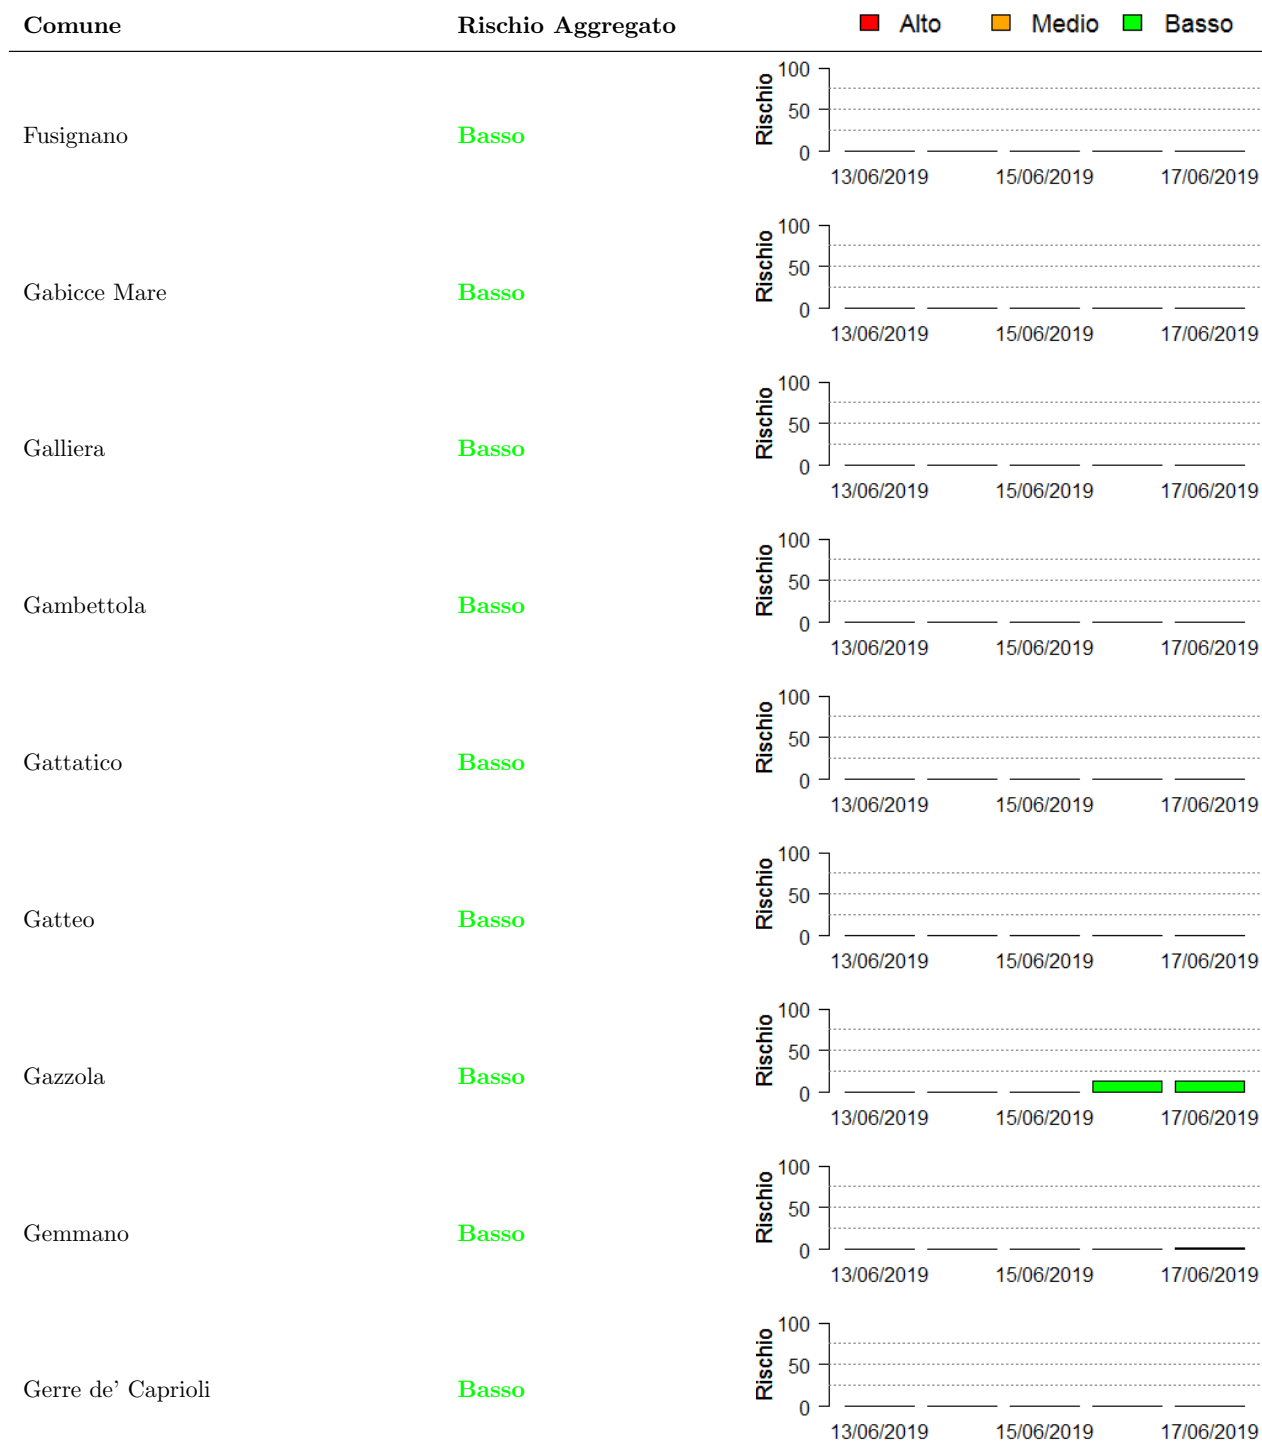 Comune Rischio Aggregato Alto Medio Basso
Fusignano Basso Rischio 100 50 0
13/06/2019 15/06/2019 17/06/2019
Gabicce Mare Basso Rischio 100 50 0
13/06/2019 15/06/2019 17/06/2019
Galliera Basso Rischio 100 50 0
13/06/2019 15/06/2019 17/06/2019
Gambettola Basso Rischio 100 50 0
13/06/2019 15/06/2019 17/06/2019
Gattatico Basso Rischio 100 50 0
13/06/2019 15/06/2019 17/06/2019
Gatteo Basso Rischio 100 50 0
13/06/2019 15/06/2019 17/06/2019
Gazzola Basso Rischio 100 50 0
13/06/2019 15/06/2019 17/06/2019
Gemmano Basso Rischio 100 50 0
13/06/2019 15/06/2019 17/06/2019
Gerre de' Caprioli Basso Rischio 100 50 0
13/06/2019 15/06/2019 17/06/2019